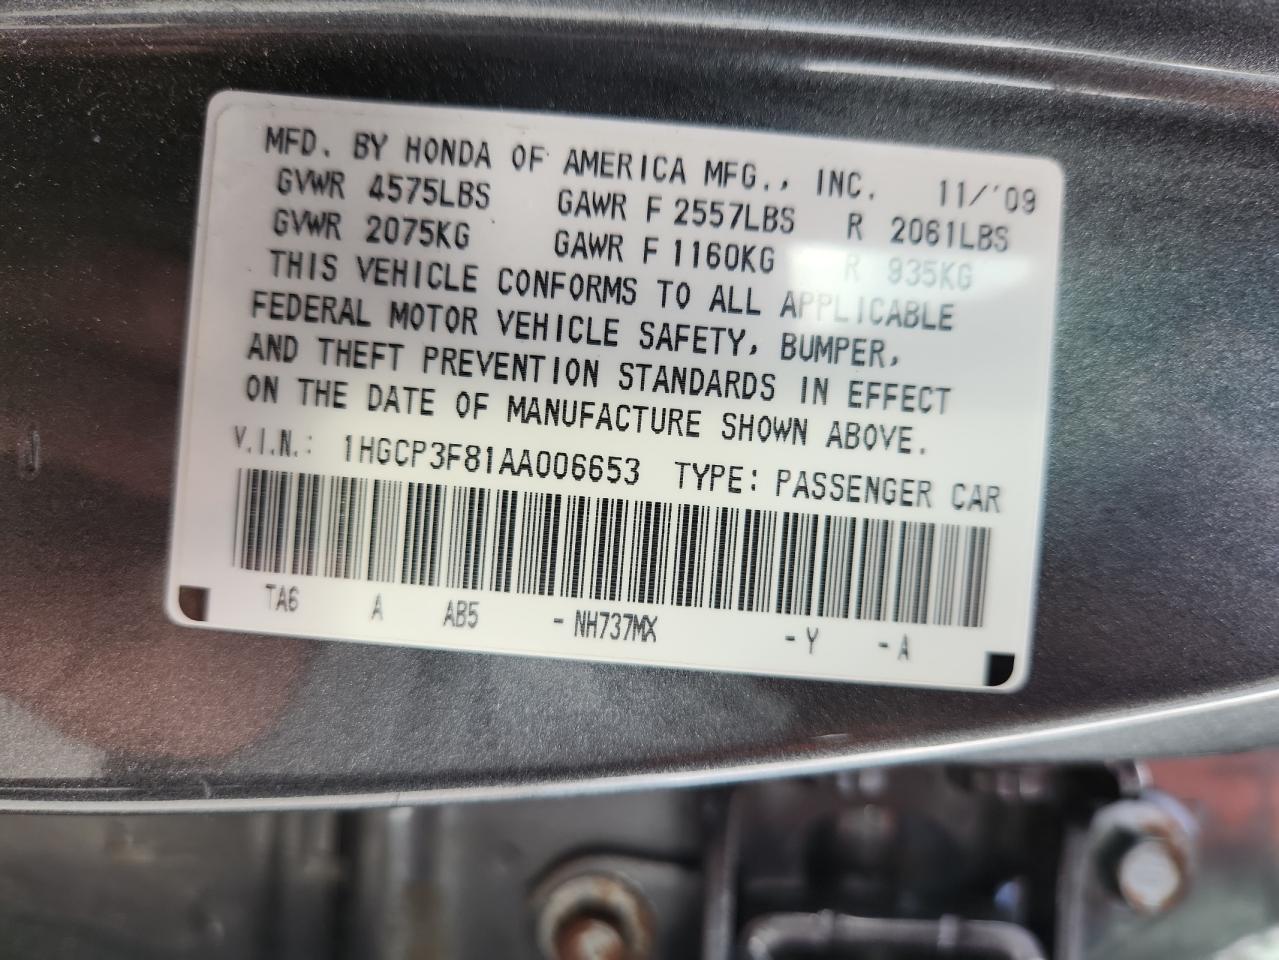 MFD. BY HONDA OF AMERICA MFG., INC. 11/'09
GVWR 4575LBS GAWR F 2557LBS R 2061LBS
GVWR 2075KG GAWR F 1160KG R 935KG
THIS VEHICLE CONFORMS TO ALL APPLICABLE
FEDERAL MOTOR VEHICLE SAFETY, BUMPER,
AND THEFT PREVENTION STANDARDS IN EFFECT
ON THE DATE OF MANUFACTURE SHOWN ABOVE.
V.I.N.: 1HGCP3F81AA006653 TYPE: PASSENGER CAR
TA6 A AB5 - NH737MX - Y - A